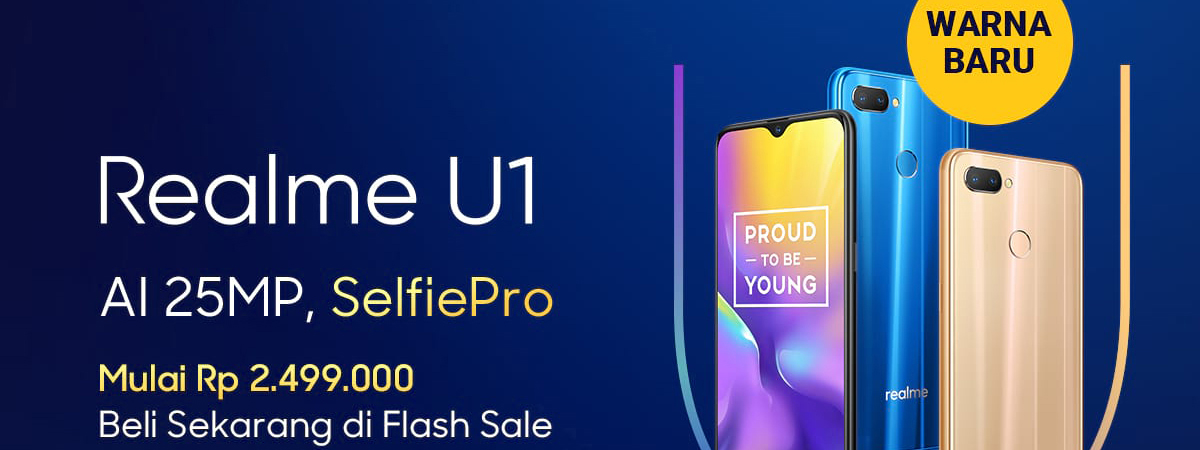 WARNA
BARU
Realme U1
AI 25MP, SelfiePro
Mulai Rp 2.499.000
Beli Sekarang di Flash Sale
PROUD
— TO BE —
YOUNG
realme